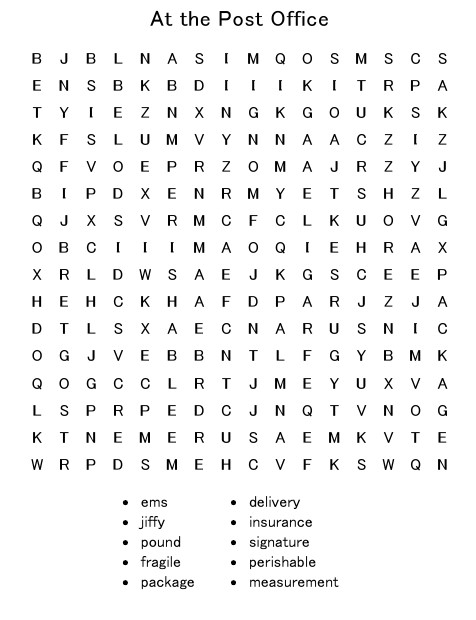 At the Post Office
B J B L N A S I M Q O S M S C S
E N S B K B D I I I K I T R P A
T Y I E Z N X N G K G O U K S K
K F S L U M V Y N N A A C Z I Z
Q F V O E P R Z O M A J R Z Y J
B I P D X E N R M Y E T S H Z L
Q J X S V R M C F C L K U O V G
O B C I I I M A O Q I E H R A X
X R L D W S A E J K G S C E E P
H E H C K H A F D P A R J Z J A
D T L S X A E C N A R U S N I C
O G J V E B B N T L F G Y B M K
Q O G C C L R T J M E Y U X V A
L S P R P E D C J N Q T V N O G
K T N E M E R U S A E M K V T E
W R P D S M E H C V F K S W Q N
• ems • delivery
• jiffy • insurance
• pound • signature
• fragile • perishable
• package • measurement